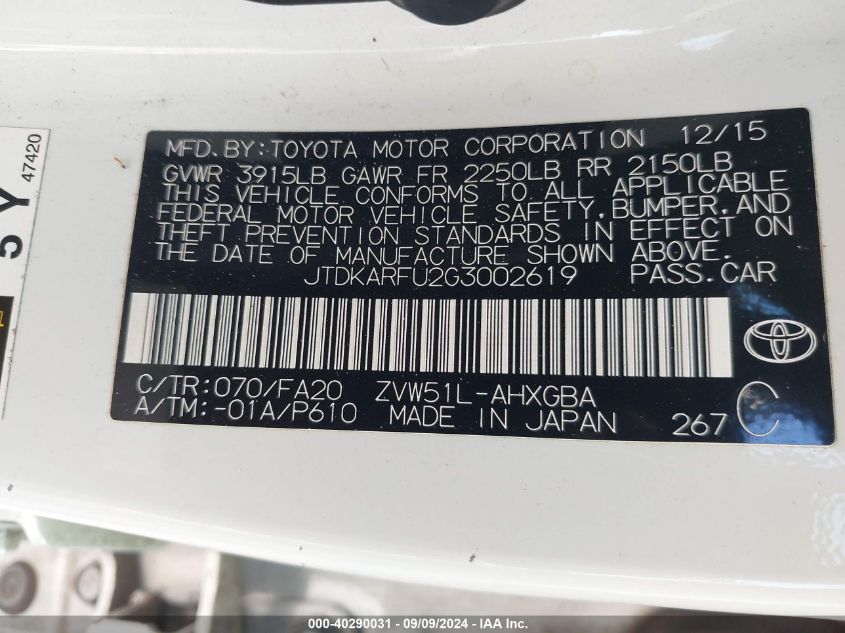 MFD. BY: TOYOTA MOTOR CORPORATION 12/15
GVWR 3915LB GAWR FR 2250LB RR 2150LB
THIS VEHICLE CONFORMS TO ALL APPLICABLE
FEDERAL MOTOR VEHICLE SAFETY, BUMPER, AND
THEFT PREVENTION STANDARDS IN EFFECT ON
THE DATE OF MANUFACTURE SHOWN ABOVE.
JTDKARFU2G3002619 PASS. CAR
C/TR: 070/FA20 ZVW51L-AHXGBA
A/TM: -01A/P610 MADE IN JAPAN 267 C
5 Y
47420
000-40290031 - 09/09/2024 - IAA Inc.